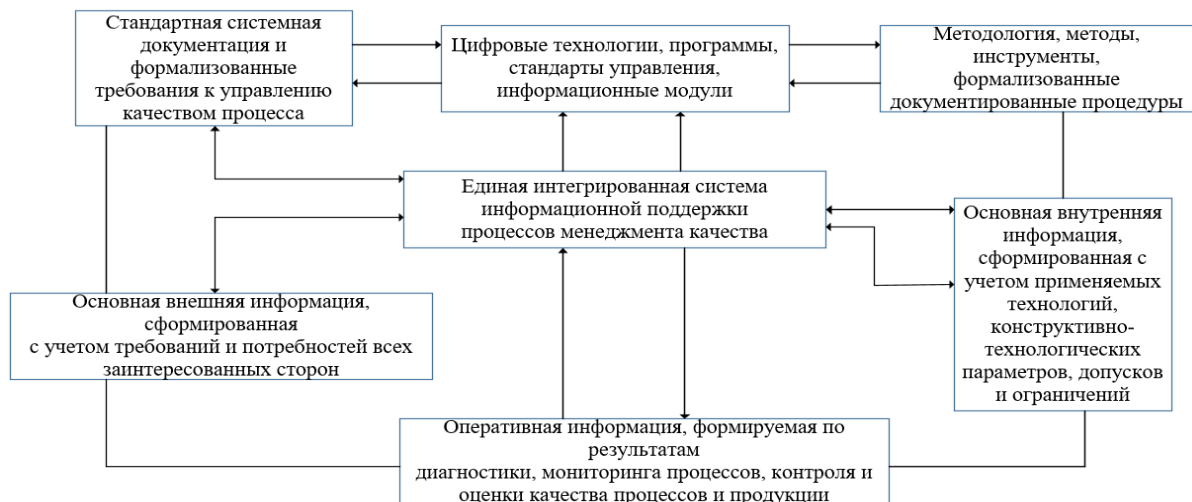 Стандартная системная
документация и
формализованные
требования к управлению
качеством процесса
Цифровые технологии, программы,
стандарты управления,
информационные модули
Методология, методы,
инструменты,
формализованные
документированные процедуры
Единая интегрированная система
информационной поддержки
процессов менеджмента качества
Основная внутренняя
информация,
сформированная с
учетом применяемых
технологий,
конструктивно-
технологических
параметров, допусков
и ограничений
Основная внешняя информация,
сформированная
с учетом требований и потребностей всех
заинтересованных сторон
Оперативная информация, формируемая по
результатам
диагностики, мониторинга процессов, контроля и
оценки качества процессов и продукции